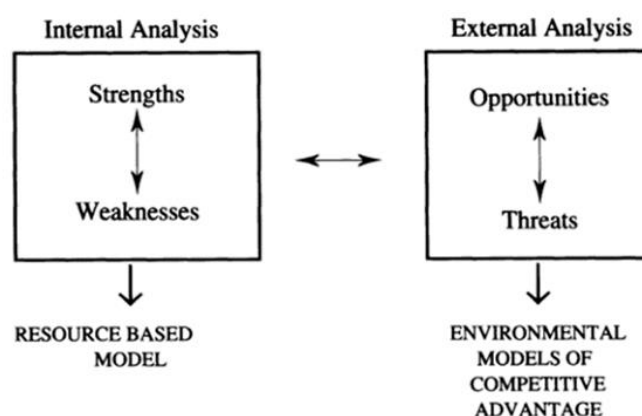 Internal Analysis
Strengths
Weaknesses
RESOURCE BASED
MODEL
External Analysis
Opportunities
Threats
ENVIRONMENTAL
MODELS OF
COMPETITIVE
ADVANTAGE